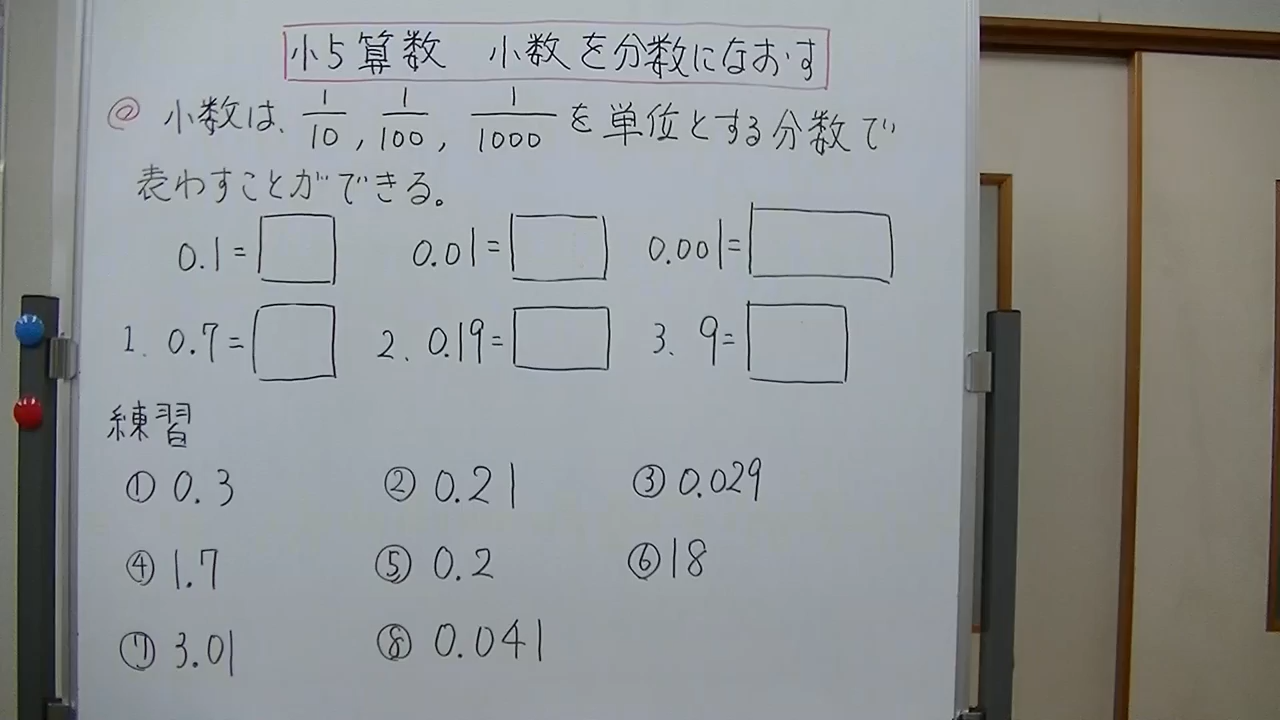 小5算数 小数を分数になおす
@ 小数は、1/10, 1/100, 1/1000 を単位とする分数で
表わすことができる。
0.1=□ 0.01=□ 0.001=□
1. 0.7=□ 2. 0.19=□ 3. 9=□
練習
① 0.3 ② 0.21 ③ 0.029
④ 1.7 ⑤ 0.2 ⑥ 18
⑦ 3.01 ⑧ 0.041